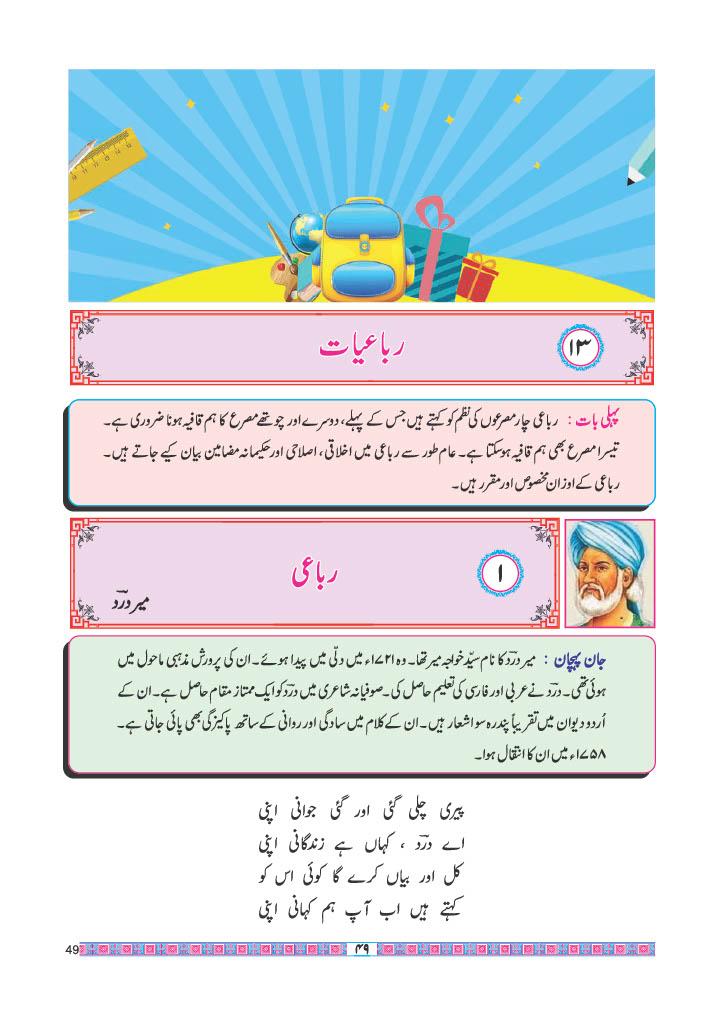 ۱۳
رباعیات
پہلی بات : رباعی چار مصرعوں کی نظم کو کہتے ہیں جس کے پہلے، دوسرے اور چوتھے مصرع کا ہم قافیہ ہونا ضروری ہے۔
تیسرا مصرع بھی ہم قافیہ ہوسکتا ہے۔ عام طور سے رباعی میں اخلاقی، اصلاحی اور حکیمانہ مضامین بیان کیے جاتے ہیں۔
رباعی کے اوزان مخصوص اور مقرر ہیں۔
۱
رباعی
میر دردؔ
جان پہچان : میر دردؔ کا نام سیّد خواجہ میر تھا۔ وہ ۱۷۲۱ء میں دلّی میں پیدا ہوئے۔ ان کی پرورش مذہبی ماحول میں
ہوئی تھی۔ دردؔ نے عربی اور فارسی کی تعلیم حاصل کی۔ صوفیانہ شاعری میں دردؔ کو ایک ممتاز مقام حاصل ہے۔ ان کے
اُردو دیوان میں تقریباً پندرہ سو اشعار ہیں۔ ان کے کلام میں سادگی اور روانی کے ساتھ پاکیزگی بھی پائی جاتی ہے۔
۱۷۵۸ء میں ان کا انتقال ہوا۔
پیری چلی گئی اور گئی جوانی اپنی
اے دردؔ ، کہاں ہے زندگانی اپنی
کل اور بیاں کرے گا کوئی اس کو
کہتے ہیں اب آپ ہم کہانی اپنی
49
۴۹